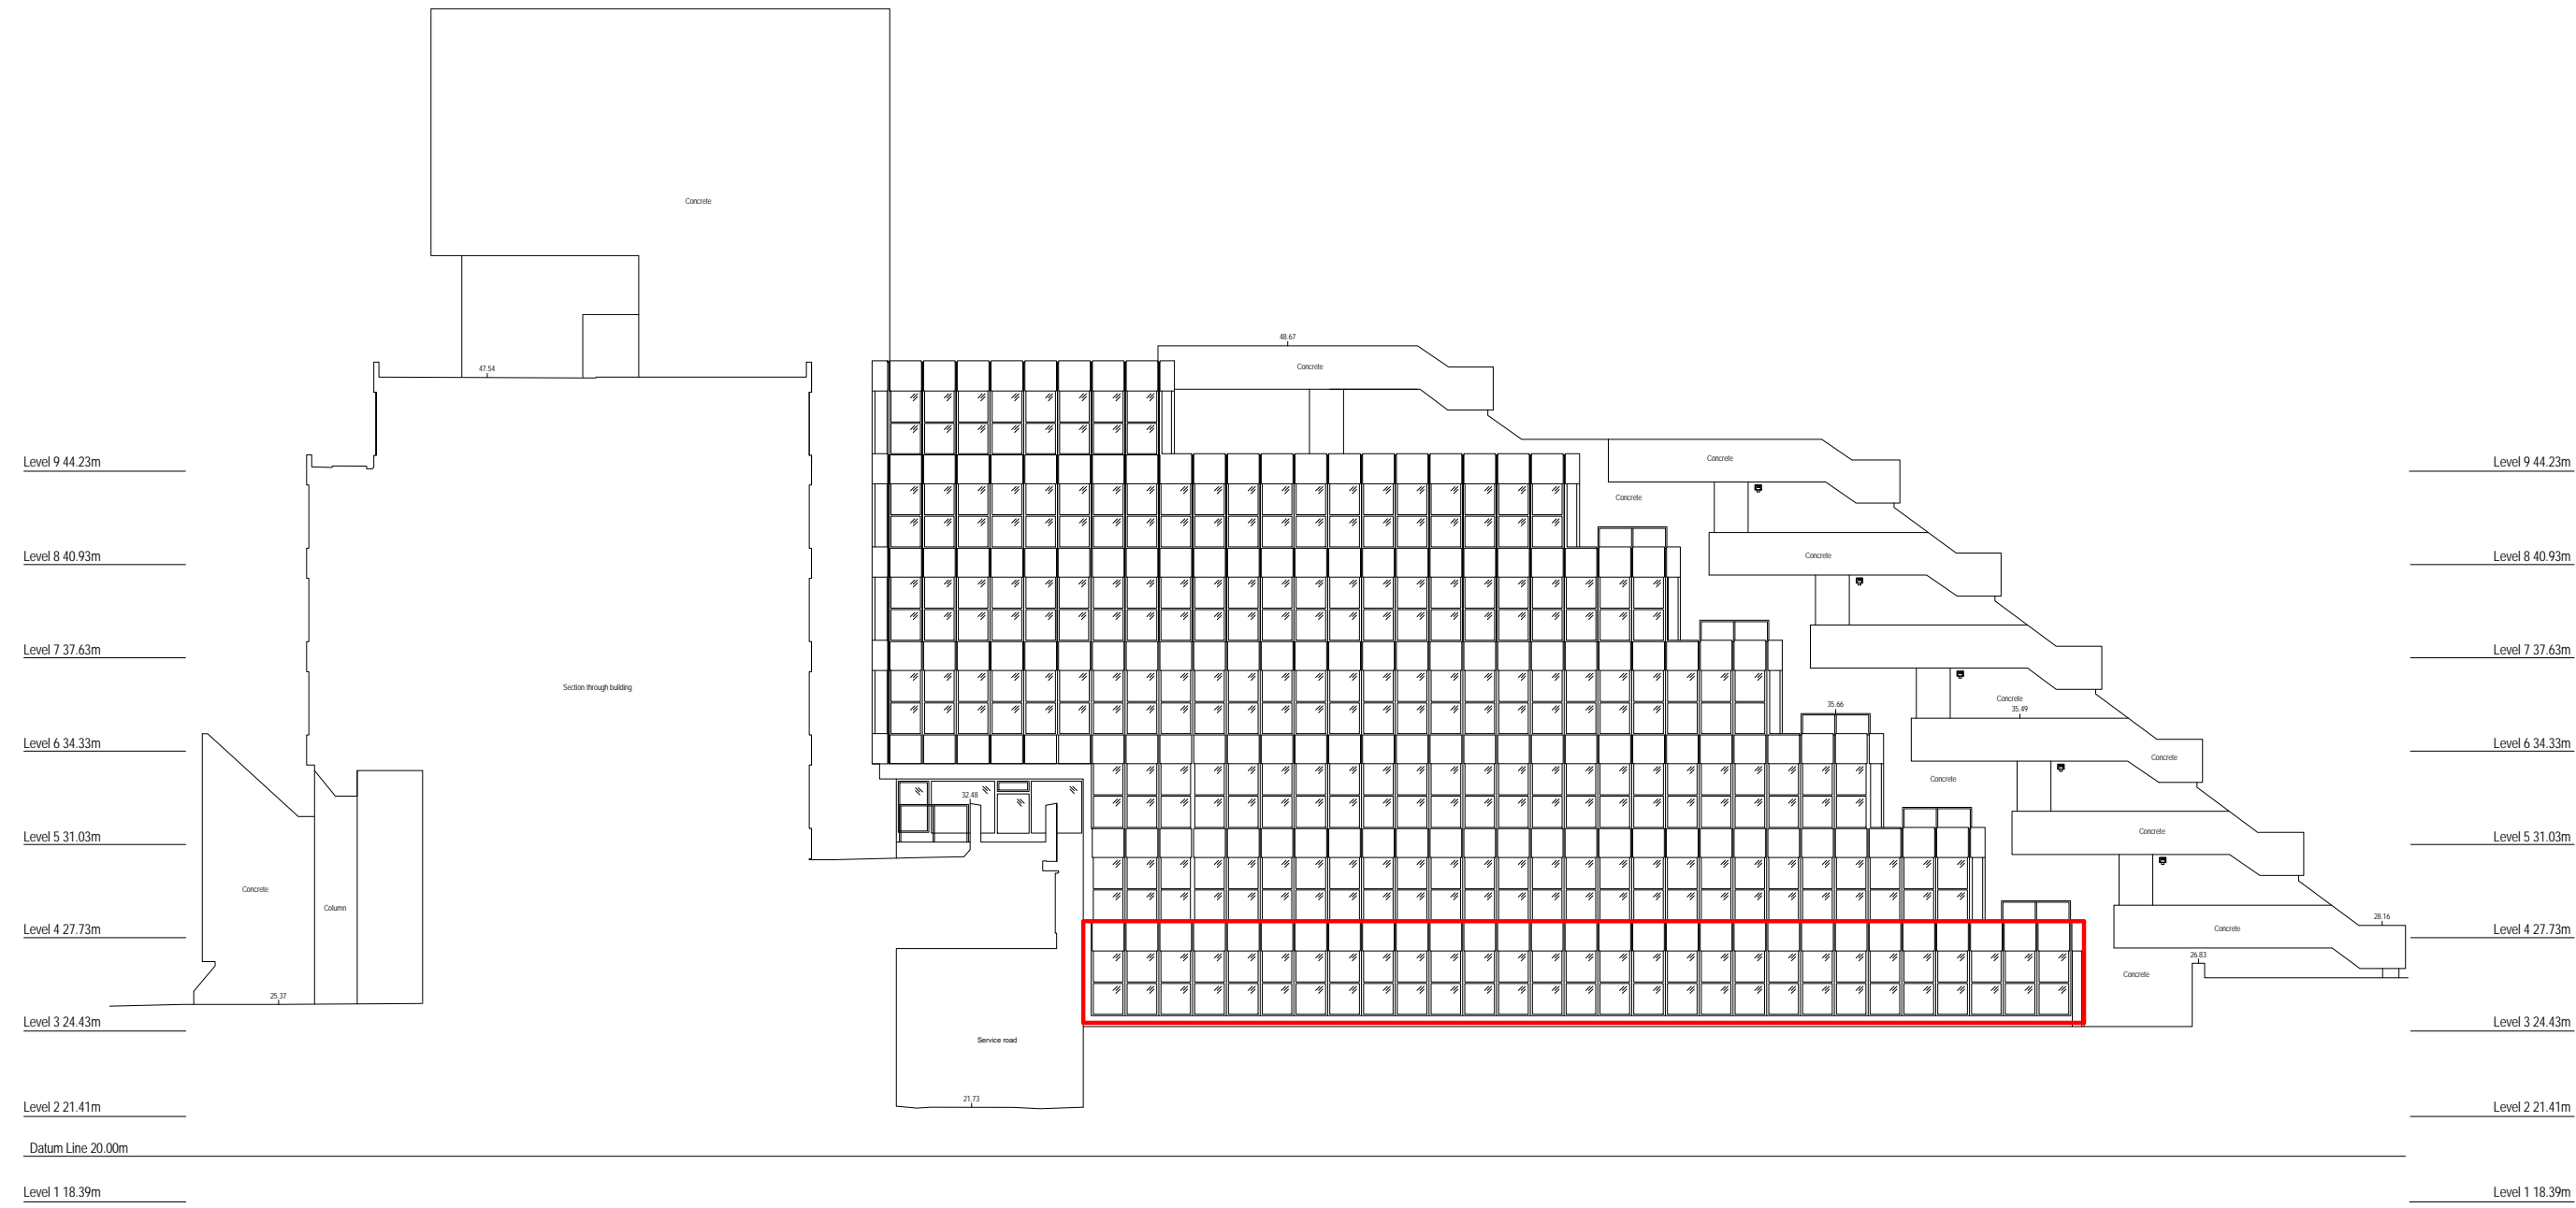 Concrete
48.67
Concrete
47.54
Level 9 44.23m
Concrete
Level 9 44.23m
Concrete
Level 8 40.93m
Concrete
Level 8 40.93m
Level 7 37.63m
Section through building
Level 7 37.63m
Concrete
35.66
35.49
Level 6 34.33m
Level 6 34.33m
Concrete
Concrete
32.48
Level 5 31.03m
Concrete
Level 5 31.03m
Concrete
Column
28.16
Level 4 27.73m
Concrete
Level 4 27.73m
26.83
Concrete
25.37
Level 3 24.43m
Level 3 24.43m
Service road
21.73
Level 2 21.41m
Level 2 21.41m
Datum Line 20.00m
Level 1 18.39m
Level 1 18.39m